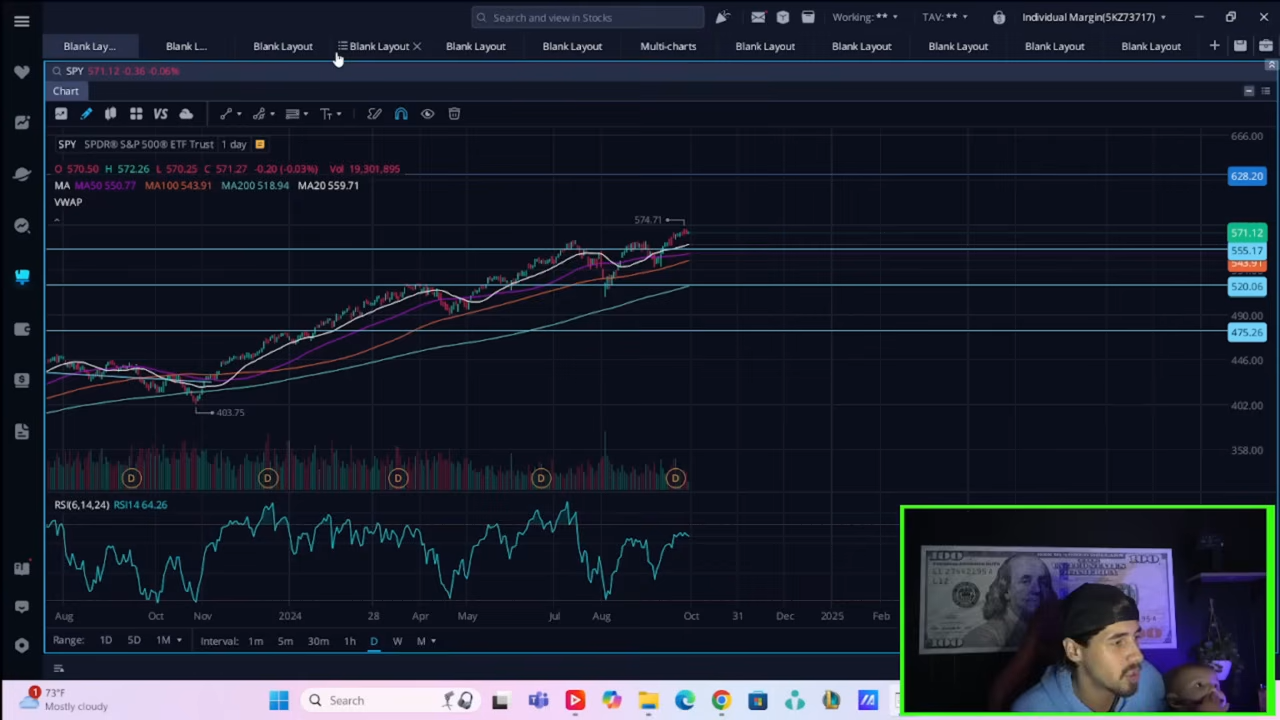 Search and view in Stocks
Working: **
TAV: **
Individual Margin(5KZ73717)
Blank Lay...
Blank L...
Blank Layout
Blank Layout
Blank Layout
Blank Layout
Multi-charts
Blank Layout
Blank Layout
Blank Layout
Blank Layout
Blank Layout
SPY 571.12 -0.36 -0.06%
Chart
VS
SPY SPDR® S&P 500® ETF Trust 1 day
O 570.50 H 572.26 L 570.25 C 571.27 -0.20 (-0.03%) Vol 19,301,895
MA MA50 550.77 MA100 543.91 MA200 518.94 MA20 559.71
VWAP
666.00
628.20
574.71
571.12
555.17
543.91
520.06
490.00
475.26
446.00
403.75
402.00
358.00
D D D D D
RSI(6,14,24) RSI14 64.26
Aug Oct Nov 2024 28 Apr May Jul Aug Oct 31 Dec 2025 Feb
Range: 1D 5D 1M Interval: 1m 5m 30m 1h D W M
1
73°F
Mostly cloudy
Search